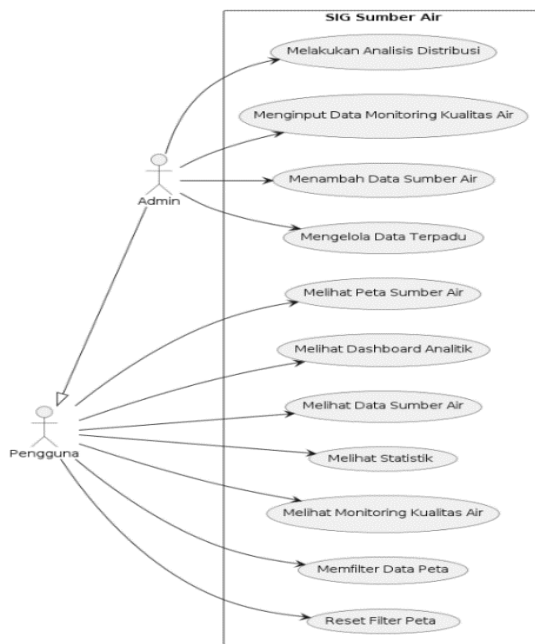 SIG Sumber Air
Melakukan Analisis Distribusi
Menginput Data Monitoring Kualitas Air
Menambah Data Sumber Air
Admin
Mengelola Data Terpadu
Melihat Peta Sumber Air
Melihat Dashboard Analitik
Melihat Data Sumber Air
Pengguna
Melihat Statistik
Melihat Monitoring Kualitas Air
Memfilter Data Peta
Reset Filter Peta